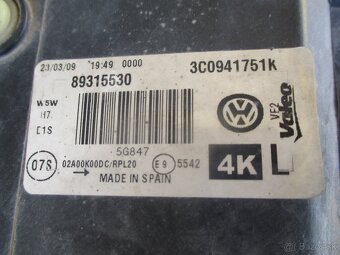 23/03/09 19:49 0000
89315530 3C0941751K
W5W
H7
D1S
5G847
VF2
Valeo
07S 02A00K00DC/RPL20 E9 5542 4K L
MADE IN SPAIN